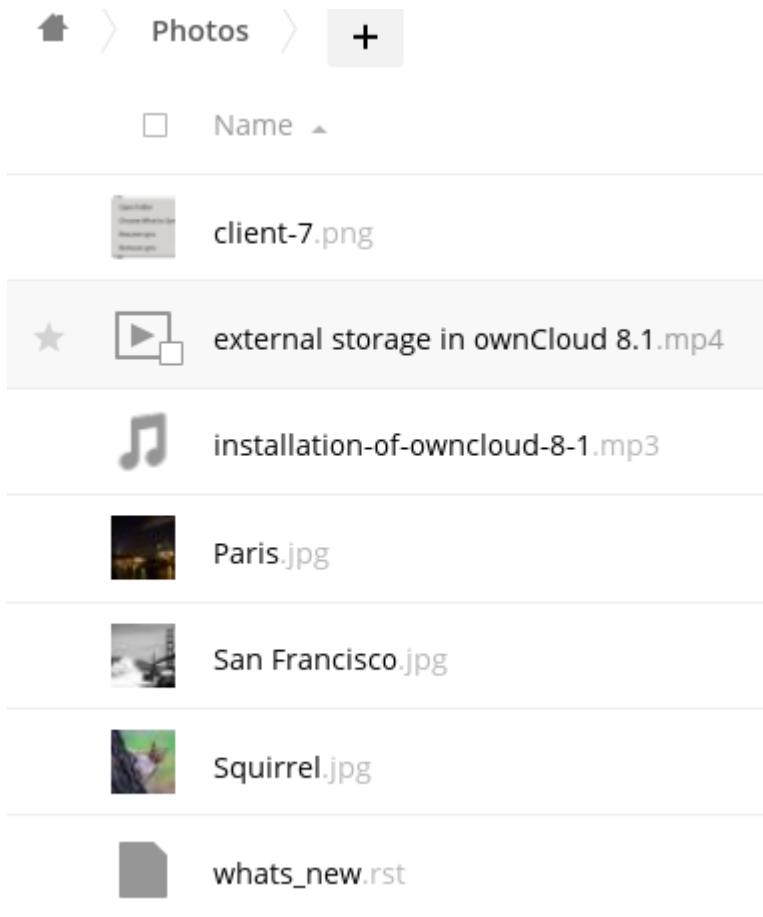 Photos +
Name
client-7.png
external storage in ownCloud 8.1.mp4
installation-of-owncloud-8-1.mp3
Paris.jpg
San Francisco.jpg
Squirrel.jpg
whats_new.rst